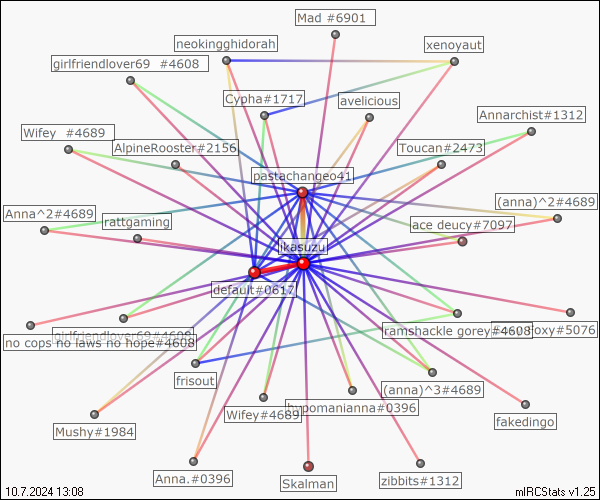 Mad #6901
neokingghidorah
xenoyaut
girlfriendlover69 #4608
Cypha#1717
avelicious
Annarchist#1312
Wifey #4689
AlpineRooster#2156
Toucan#2473
pastachangeo41
(anna)^2#4689
Anna^2#4689
rattgaming
ace deucy#7097
ikasuzu
default#0617
girlfriendlover69#4609
no cops no laws no hope#4608
ramshackle gorey#4608
foxy#5076
frisout
(anna)^3#4689
Wifey#4689
hypomanianna#0396
fakedingo
Mushy#1984
Anna.#0396
Skalman
zibbits#1312
10.7.2024 13:08
mIRCStats v1.25